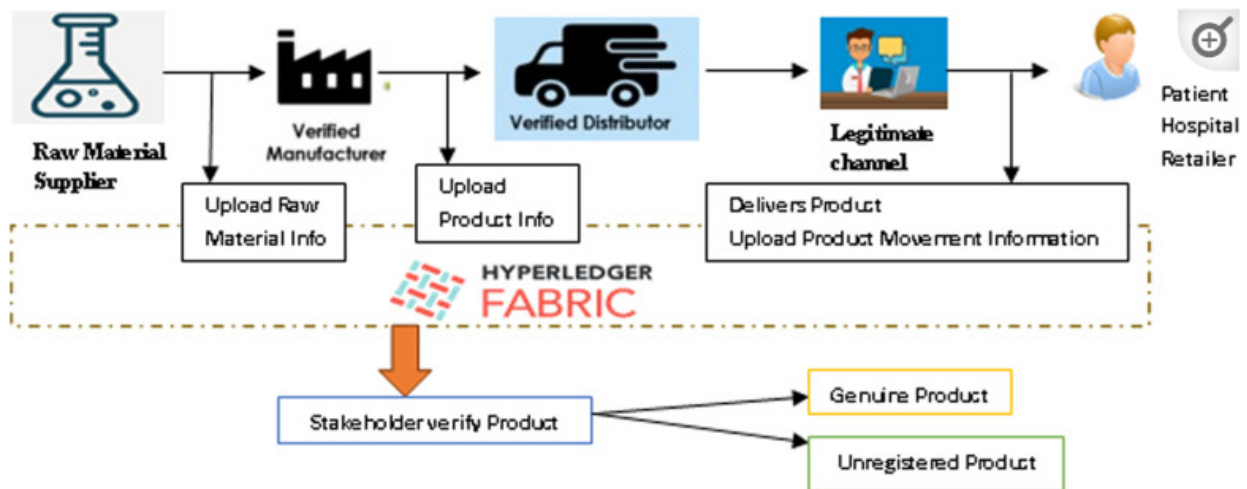 Raw Material
Supplier
Verified
Manufacturer
Verified Distributor
Legitimate
channel
Patient
Hospital
Retailer
Upload Raw
Material Info
Upload
Product Info
Delivers Product
Upload Product Movement Information
HYPERLEDGER
FABRIC
Stakeholder verify Product
Genuine Product
Unregistered Product